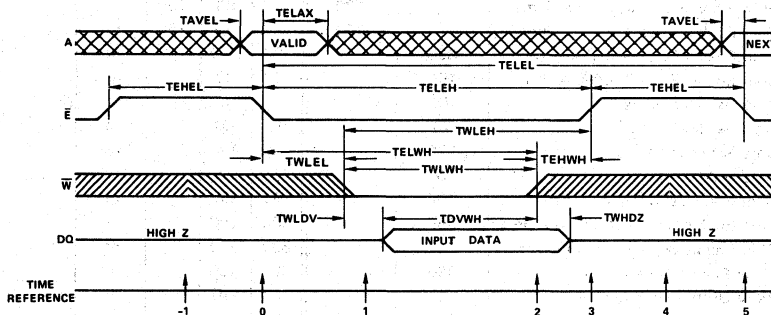 TAVEL TELAX TAVEL
A VALID NEX
TELEL
TEHEL TELEH TEHEL
E
TWLEH
TELWH
TWLEL TEHWH
TWLWH
W
TWLDV TDVWH TWHDZ
DQ HIGH Z INPUT DATA HIGH Z
TIME
REFERENCE
-1 0 1 2 3 4 5